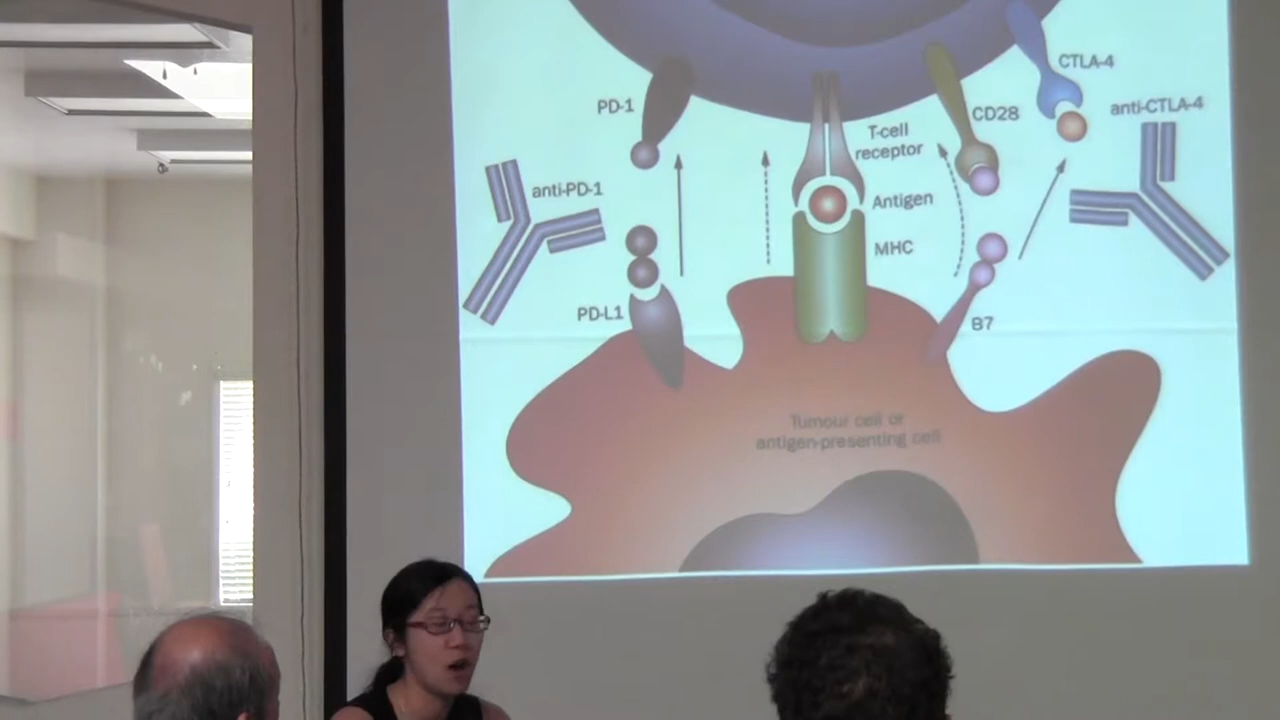 CTLA-4
PD-1
anti-CTLA-4
CD28
T-cell
receptor
anti-PD-1
Antigen
MHC
PD-L1
B7
Tumour cell or
antigen-presenting cell